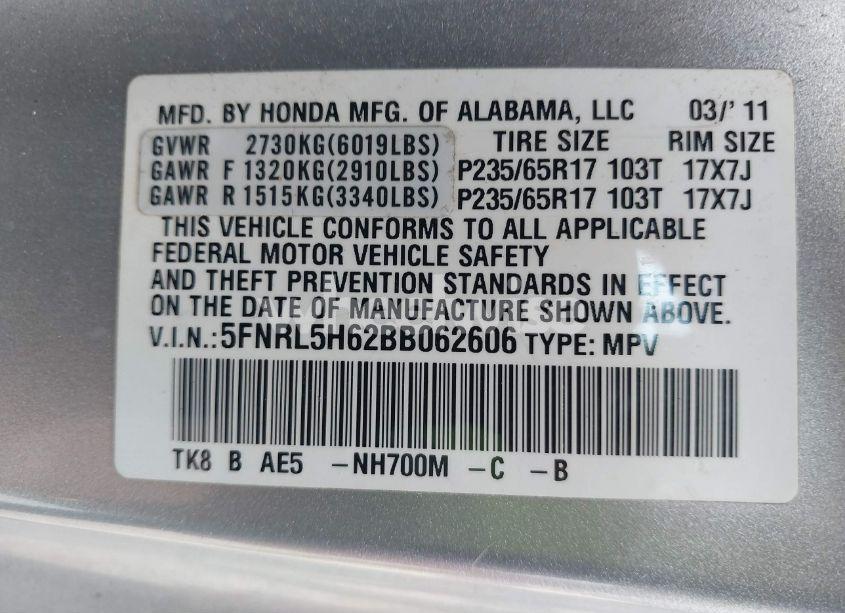 MFD. BY HONDA MFG. OF ALABAMA, LLC 03/'11
GVWR 2730KG(6019LBS) TIRE SIZE RIM SIZE
GAWR F 1320KG(2910LBS) P235/65R17 103T 17X7J
GAWR R 1515KG(3340LBS) P235/65R17 103T 17X7J
THIS VEHICLE CONFORMS TO ALL APPLICABLE
FEDERAL MOTOR VEHICLE SAFETY
AND THEFT PREVENTION STANDARDS IN EFFECT
ON THE DATE OF MANUFACTURE SHOWN ABOVE.
V.I.N.:5FNRL5H62BB062606 TYPE: MPV
TK8 B AE5 -NH700M -C -B